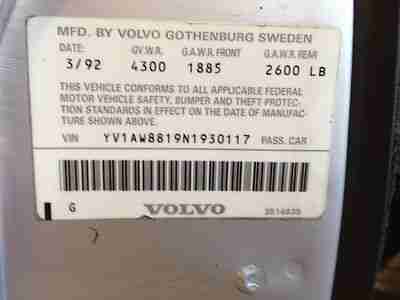 MFD. BY VOLVO GOTHENBURG SWEDEN
DATE: G.V.W.R. G.A.W.R. FRONT G.A.W.R. REAR
3/92 4300 1885 2600 LB
THIS VEHICLE CONFORMS TO ALL APPLICABLE FEDERAL
MOTOR VEHICLE SAFETY, BUMPER AND THEFT PROTEC-
TION STANDARDS IN EFFECT ON THE DATE OF MANUFAC-
TURE SHOWN ABOVE.
VIN YV1AW8819N1930117 PASS. CAR
G VOLVO